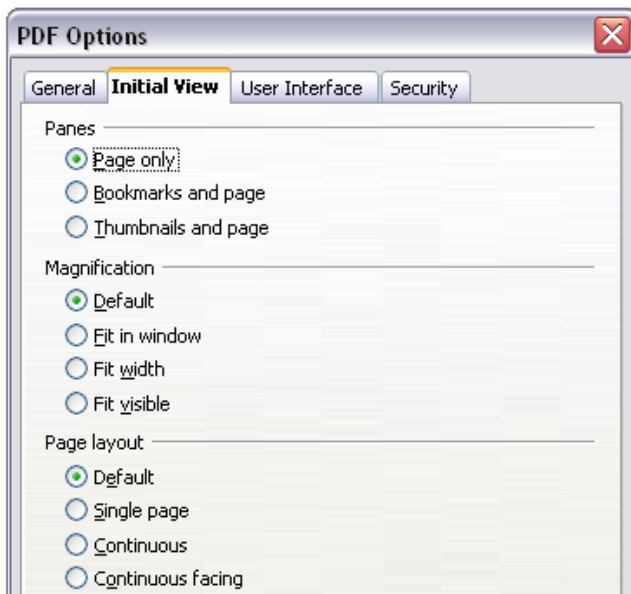 PDF Options
General Initial View User Interface Security
Panes
Page only
Bookmarks and page
Thumbnails and page
Magnification
Default
Fit in window
Fit width
Fit visible
Page layout
Default
Single page
Continuous
Continuous facing